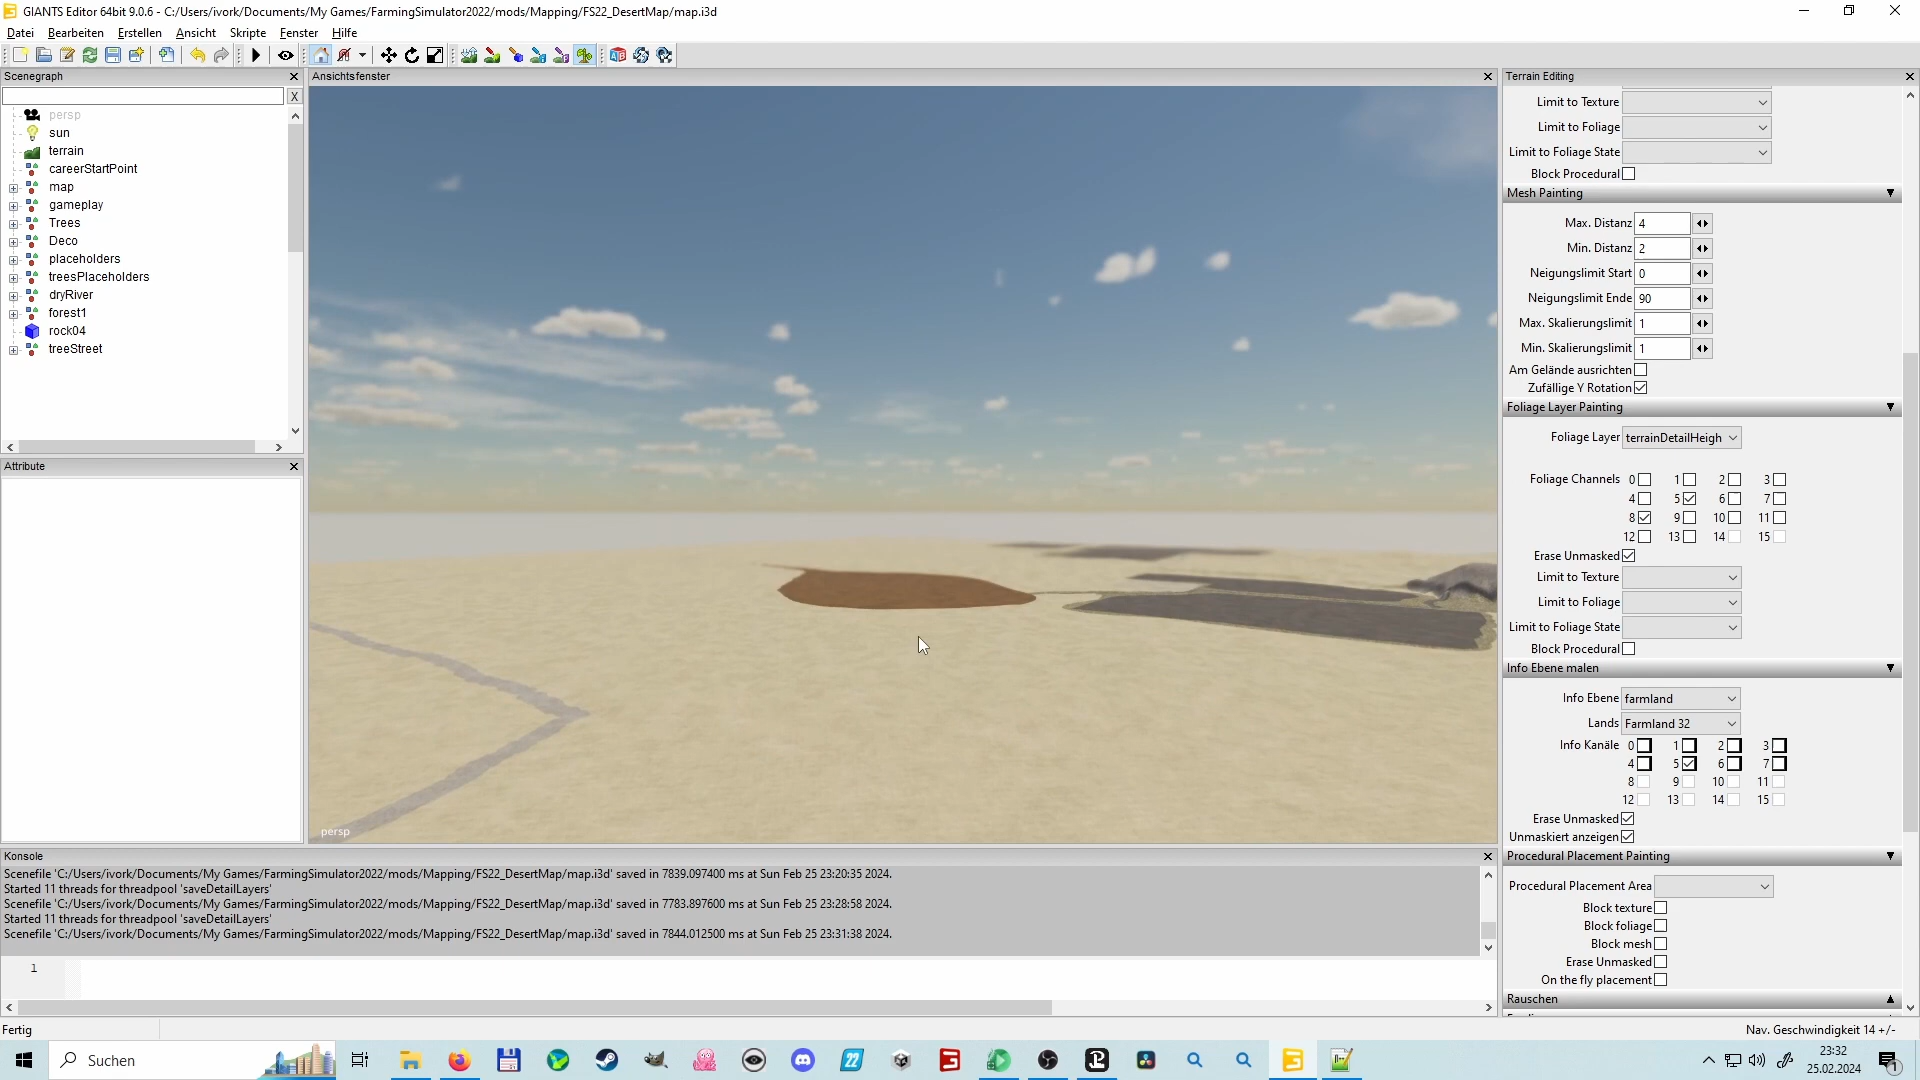 GIANTS Editor 64bit 9.0.6 - C:/Users/ivork/Documents/My Games/FarmingSimulator2022/mods/Mapping/FS22_DesertMap/map.i3d
Datei Bearbeiten Erstellen Ansicht Skripte Fenster Hilfe
Scenegraph
X
persp
sun
terrain
careerStartPoint
map
gameplay
Trees
Deco
placeholders
treesPlaceholders
dryRiver
forest1
rock04
treeStreet
Attribute
Ansichtsfenster
persp
Terrain Editing
Limit to Texture
Limit to Foliage
Limit to Foliage State
Block Procedural
Mesh Painting
Max. Distanz 4
Min. Distanz 2
Neigungslimit Start 0
Neigungslimit Ende 90
Max. Skalierungslimit 1
Min. Skalierungslimit 1
Am Gelände ausrichten
Zufällige Y Rotation
Foliage Layer Painting
Foliage Layer terrainDetailHeigh
Foliage Channels 0 1 2 3
4 5 6 7
8 9 10 11
12 13 14 15
Erase Unmasked
Limit to Texture
Limit to Foliage
Limit to Foliage State
Block Procedural
Info Ebene malen
Info Ebene farmland
Lands Farmland 32
Info Kanäle 0 1 2 3
4 5 6 7
8 9 10 11
12 13 14 15
Erase Unmasked
Unmaskiert anzeigen
Procedural Placement Painting
Procedural Placement Area
Block texture
Block foliage
Block mesh
Erase Unmasked
On the fly placement
Rauschen
Konsole
Scenefile 'C:/Users/ivork/Documents/My Games/FarmingSimulator2022/mods/Mapping/FS22_DesertMap/map.i3d' saved in 7839.097400 ms at Sun Feb 25 23:20:35 2024.
Started 11 threads for threadpool 'saveDetailLayers'
Scenefile 'C:/Users/ivork/Documents/My Games/FarmingSimulator2022/mods/Mapping/FS22_DesertMap/map.i3d' saved in 7783.897600 ms at Sun Feb 25 23:28:58 2024.
Started 11 threads for threadpool 'saveDetailLayers'
Scenefile 'C:/Users/ivork/Documents/My Games/FarmingSimulator2022/mods/Mapping/FS22_DesertMap/map.i3d' saved in 7844.012500 ms at Sun Feb 25 23:31:38 2024.
1
Fertig
Nav. Geschwindigkeit 14 +/-
Suchen
22
23:32
25.02.2024
1